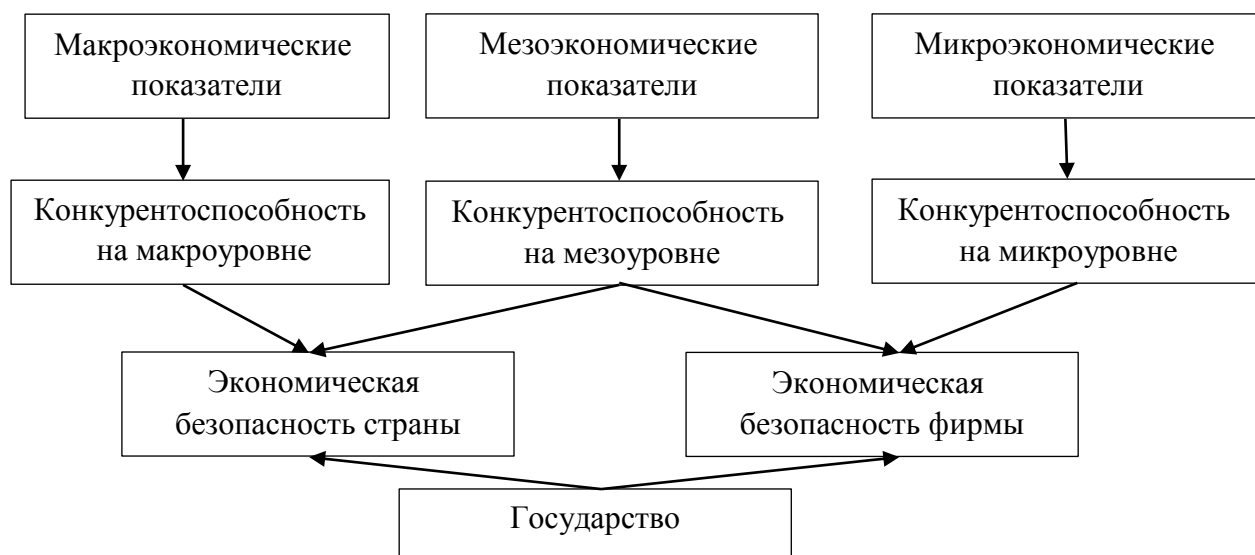 Макроэкономические
показатели
Мезоэкономические
показатели
Микроэкономические
показатели
Конкурентоспособность
на макроуровне
Конкурентоспособность
на мезоуровне
Конкурентоспособность
на микроуровне
Экономическая
безопасность страны
Экономическая
безопасность фирмы
Государство